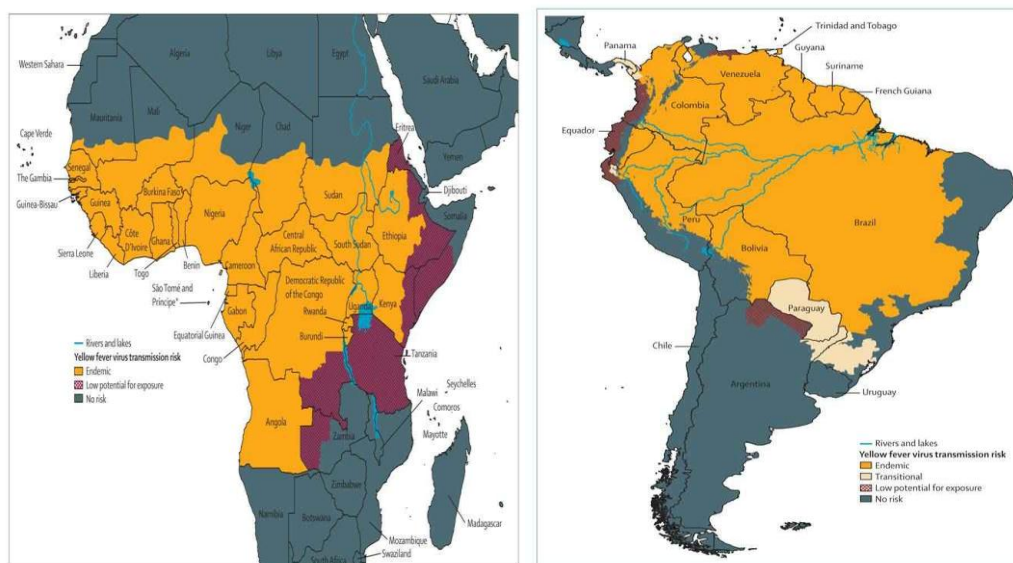 Algeria
Libya
Egypt
Western Sahara
Saudi Arabia
Mauritania
Mali
Niger
Chad
Cape Verde
Eritrea
Yemen
Senegal
The Gambia
Guinea-Bissau
Guinea
Burkina Faso
Sudan
Djibouti
Somalia
Nigeria
Côte
D'Ivoire
Ghana
Central
African Republic
South Sudan
Ethiopia
Sierra Leone
Liberia
Togo
Benin
Cameroon
São Tomé and
Príncipe*
Democratic Republic
of the Congo
Uganda
Kenya
Gabon
Rwanda
Equatorial Guinea
Burundi
Congo
Tanzania
Rivers and lakes
Yellow fever virus transmission risk
Endemic
Low potential for exposure
No risk
Seychelles
Malawi
Comoros
Mayotte
Angola
Zambia
Zimbabwe
Namibia
Botswana
Madagascar
Mozambique
Swaziland
South Africa
Trinidad and Tobago
Panama
Guyana
Suriname
French Guiana
Venezuela
Colombia
Equador
Peru
Brazil
Bolivia
Paraguay
Chile
Argentina
Uruguay
Rivers and lakes
Yellow fever virus transmission risk
Endemic
Transitional
Low potential for exposure
No risk